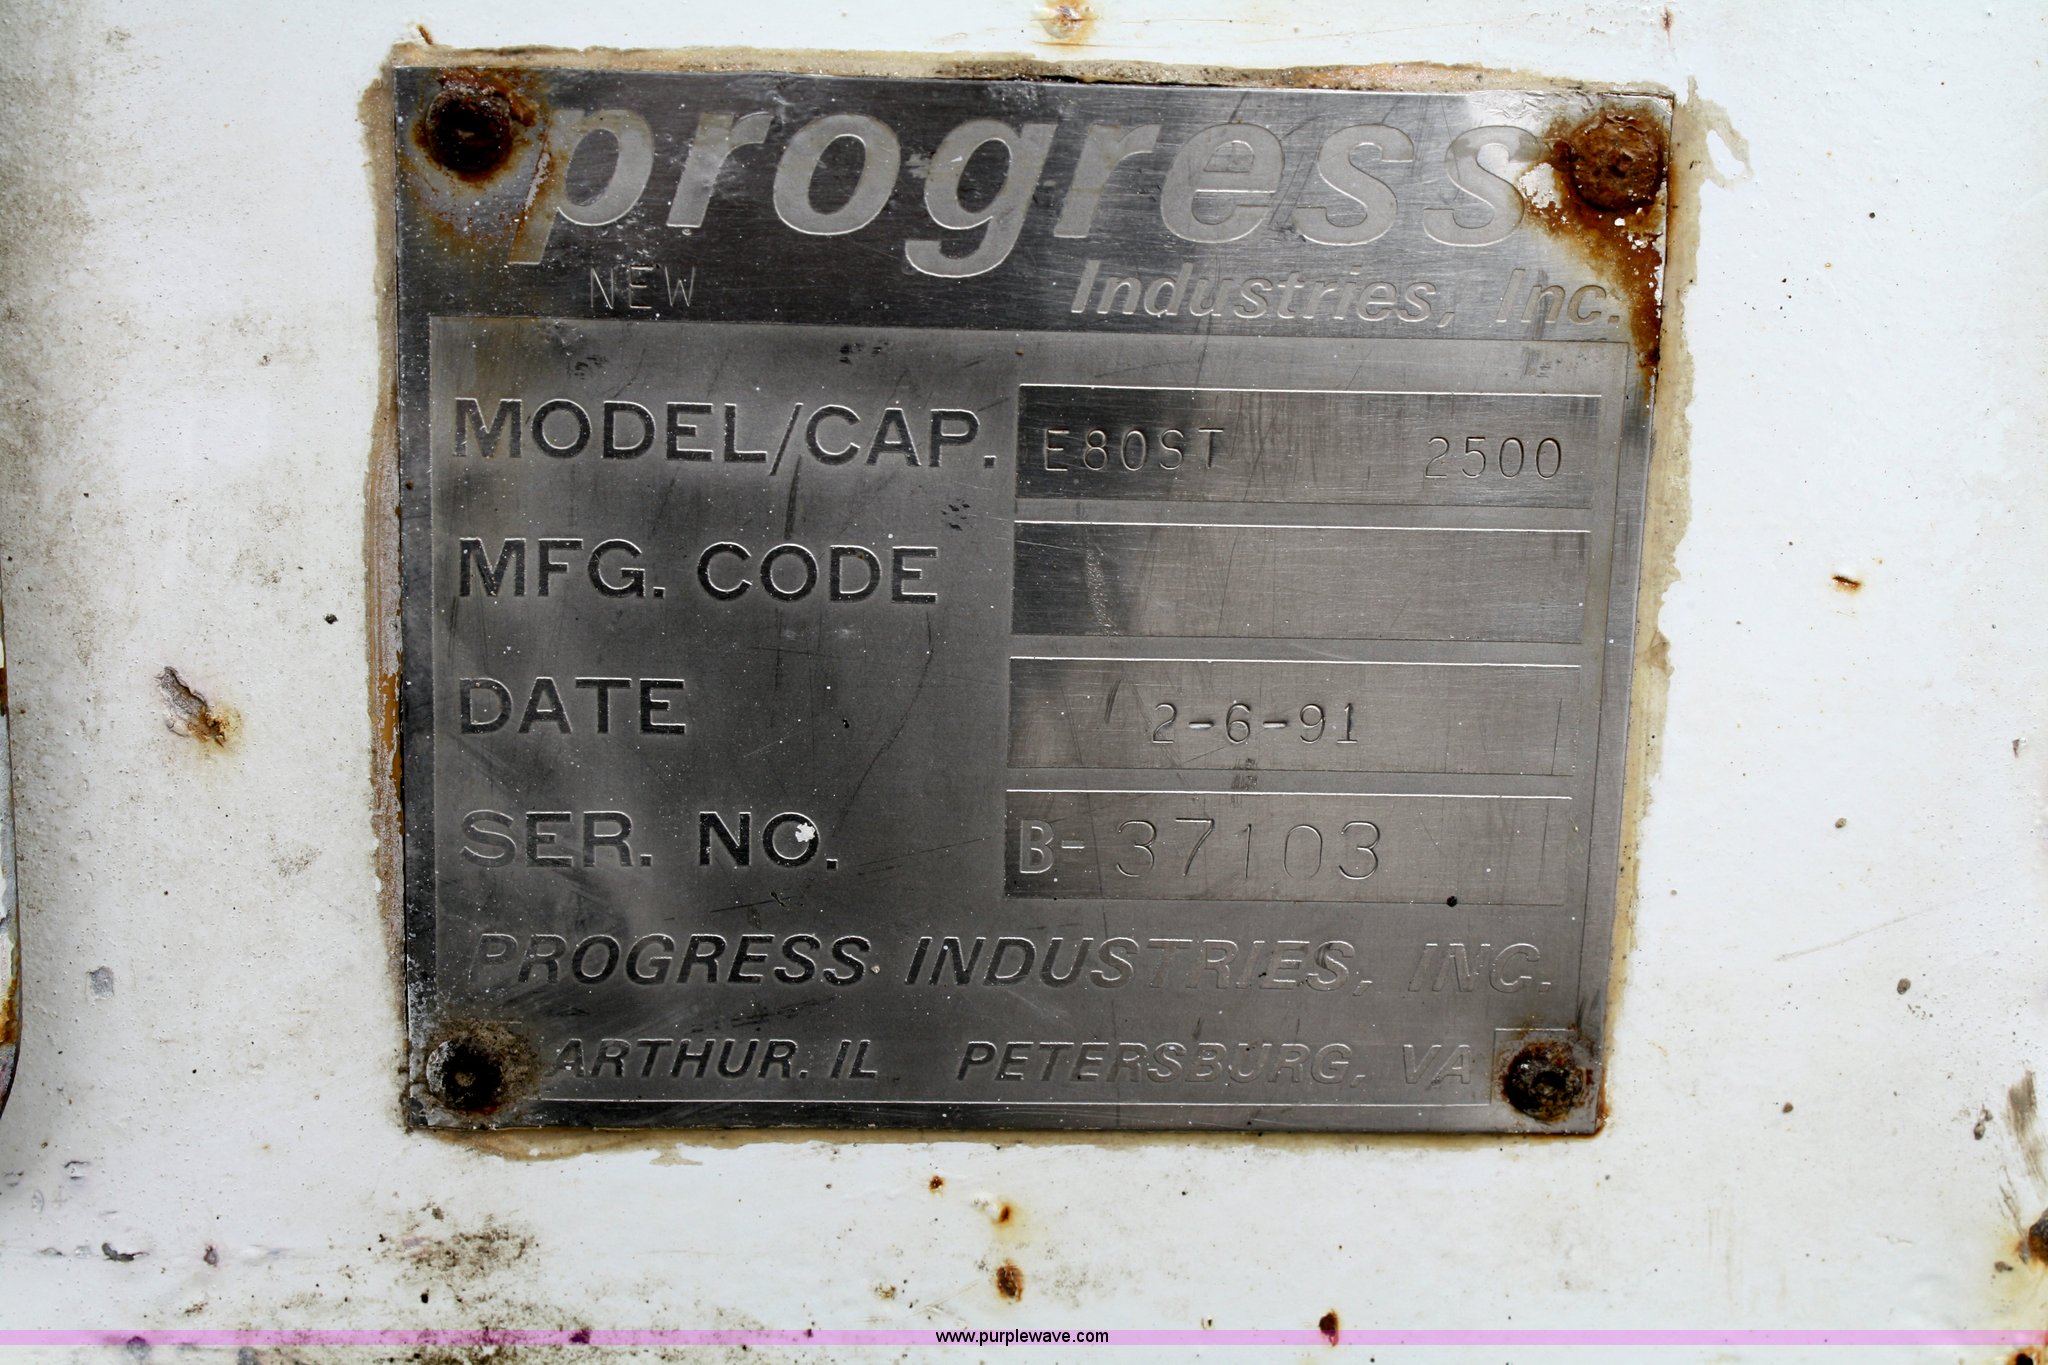 progress
NEW
Industries, Inc.
MODEL/CAP. E80ST 2500
MFG. CODE
DATE 2-6-91
SER. NO. B-37103
PROGRESS INDUSTRIES, INC.
ARTHUR. IL PETERSBURG, VA
www.purplewave.com